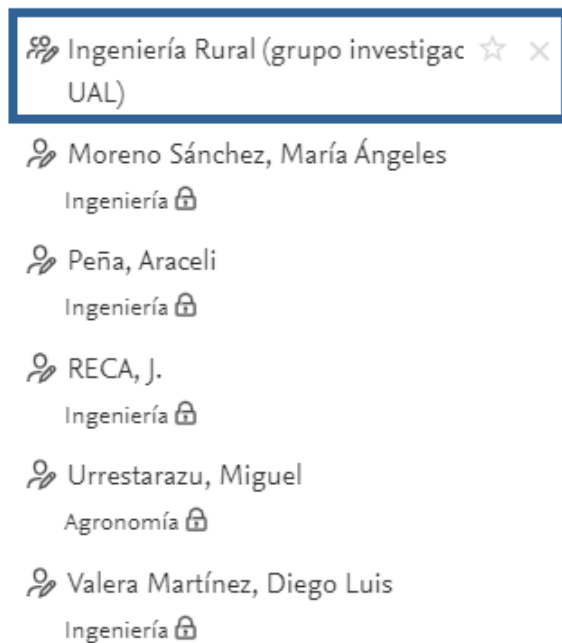 Ingeniería Rural (grupo investigac
UAL)
Moreno Sánchez, María Ángeles
Ingeniería
Peña, Araceli
Ingeniería
RECA, J.
Ingeniería
Urrestarazu, Miguel
Agronomía
Valera Martínez, Diego Luis
Ingeniería